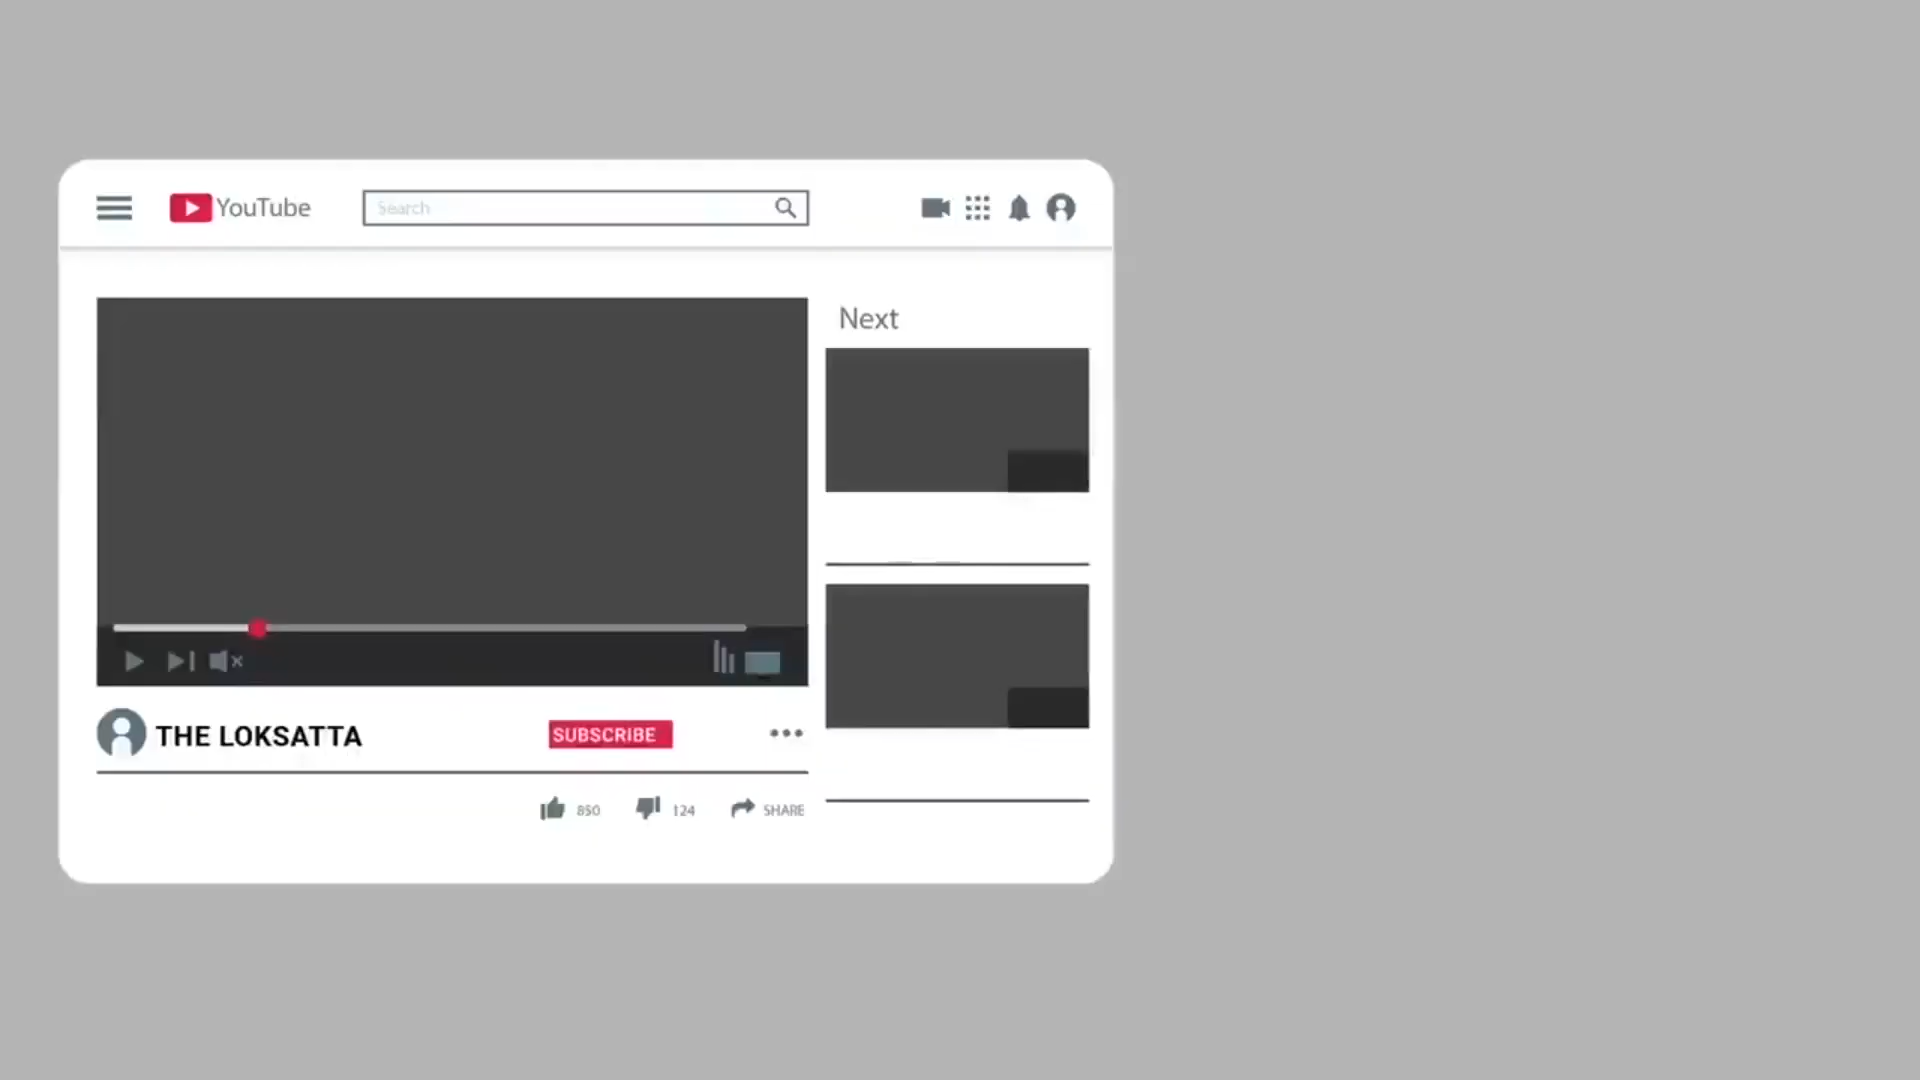 YouTube
Search
Next
THE LOKSATTA
SUBSCRIBE
850
124
SHARE